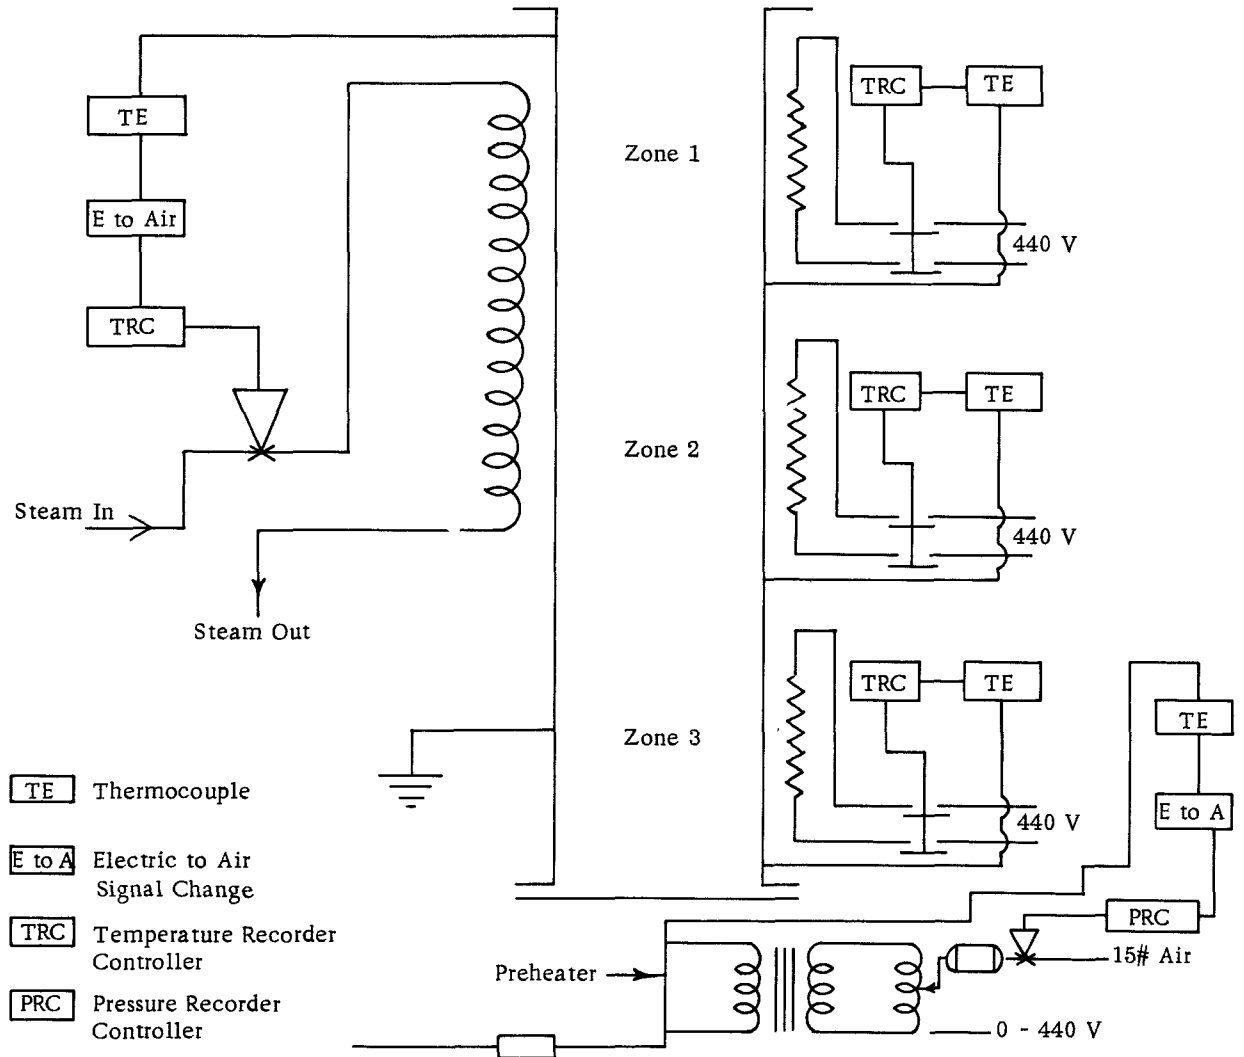 TE
E to Air
TRC
Steam In
Steam Out
Zone 1
TRC
TE
440 V
Zone 2
TRC
TE
440 V
Zone 3
TRC
TE
440 V
TE
E to A
PRC
15# Air
Preheater
0 - 440 V
TE Thermocouple
E to A Electric to Air
Signal Change
TRC Temperature Recorder
Controller
PRC Pressure Recorder
Controller